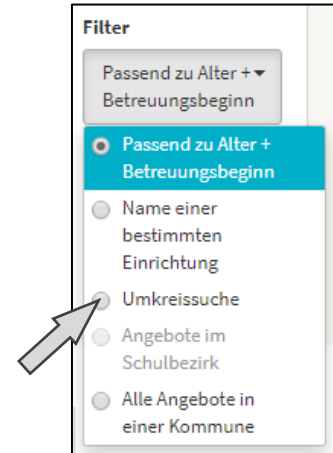 Filter
Passend zu Alter +
Betreuungsbeginn
Passend zu Alter +
Betreuungsbeginn
Name einer
bestimmten
Einrichtung
Umkreissuche
Angebote im
Schulbezirk
Alle Angebote in
einer Kommune